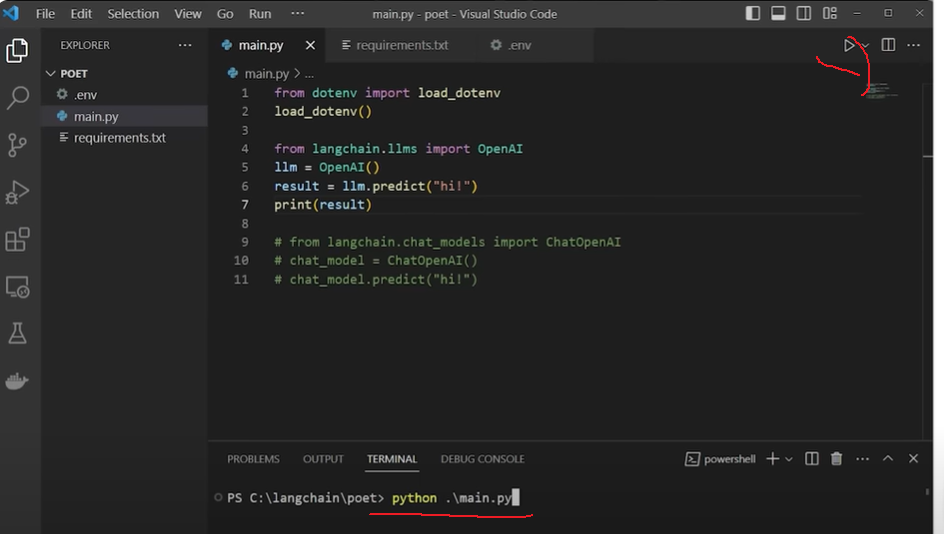 File Edit Selection View Go Run ··· main.py - poet - Visual Studio Code
EXPLORER ···
main.py requirements.txt .env
POET
.env
main.py
requirements.txt
main.py > ...
1 from dotenv import load_dotenv
2 load_dotenv()
3
4 from langchain.llms import OpenAI
5 llm = OpenAI()
6 result = llm.predict("hi!")
7 print(result)
8
9 # from langchain.chat_models import ChatOpenAI
10 # chat_model = ChatOpenAI()
11 # chat_model.predict("hi!")
PROBLEMS OUTPUT TERMINAL DEBUG CONSOLE powershell
PS C:\langchain\poet> python .\main.py